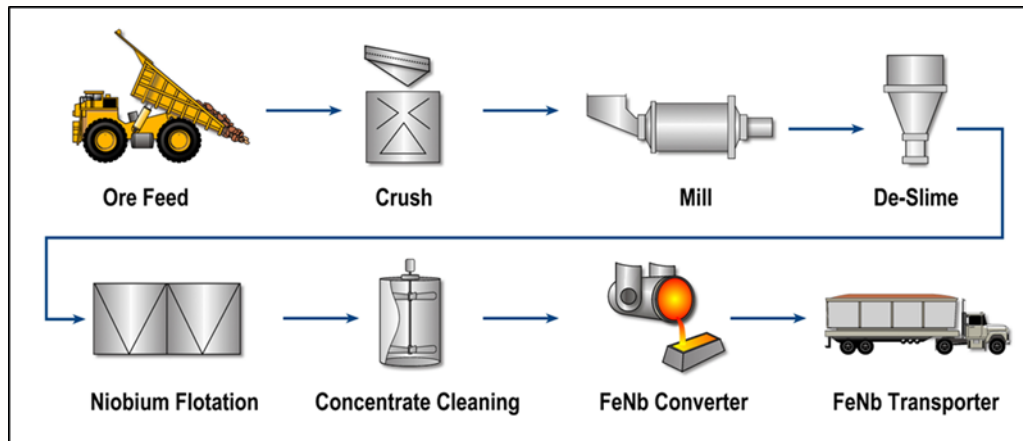 Ore Feed
Crush
Mill
De-Slime
Niobium Flotation
Concentrate Cleaning
FeNb Converter
FeNb Transporter